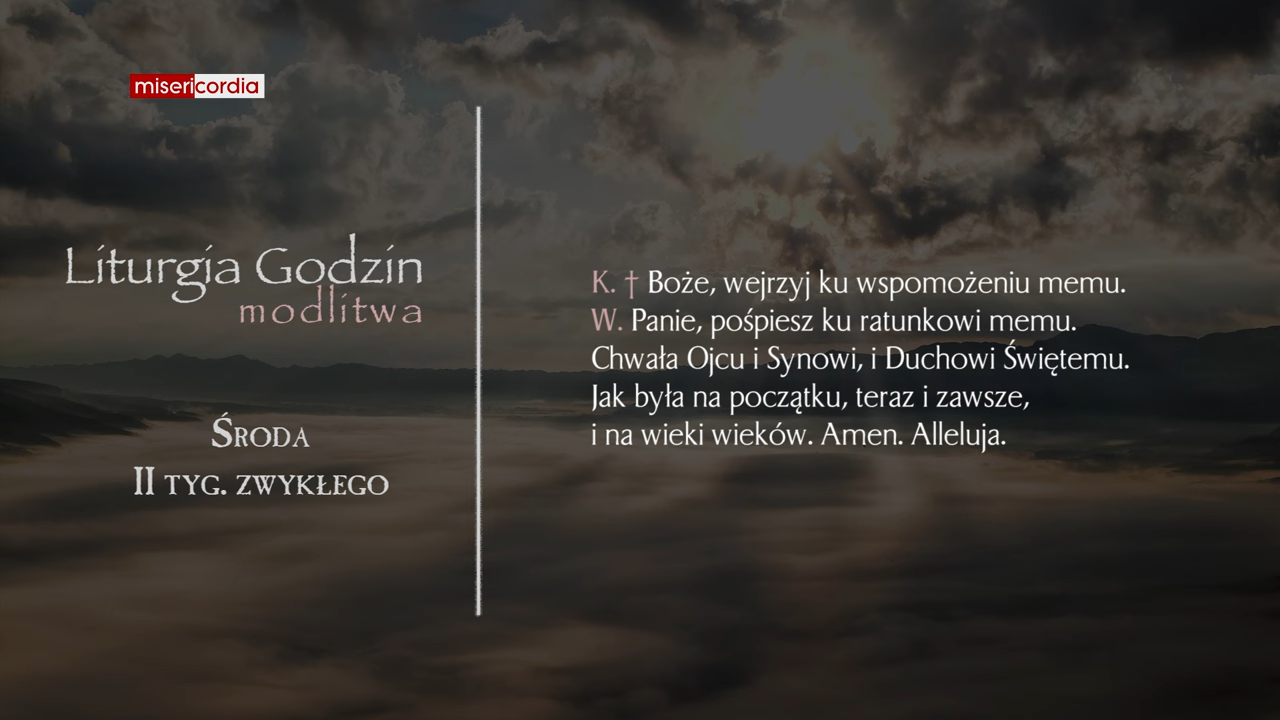 misericordia
Liturgia Godzin
modlitwa
Środa
II tyg. zwykłego
K. † Boże, wejrzyj ku wspomożeniu memu.
W. Panie, pośpiesz ku ratunkowi memu.
Chwała Ojcu i Synowi, i Duchowi Świętemu.
Jak była na początku, teraz i zawsze,
i na wieki wieków. Amen. Alleluja.